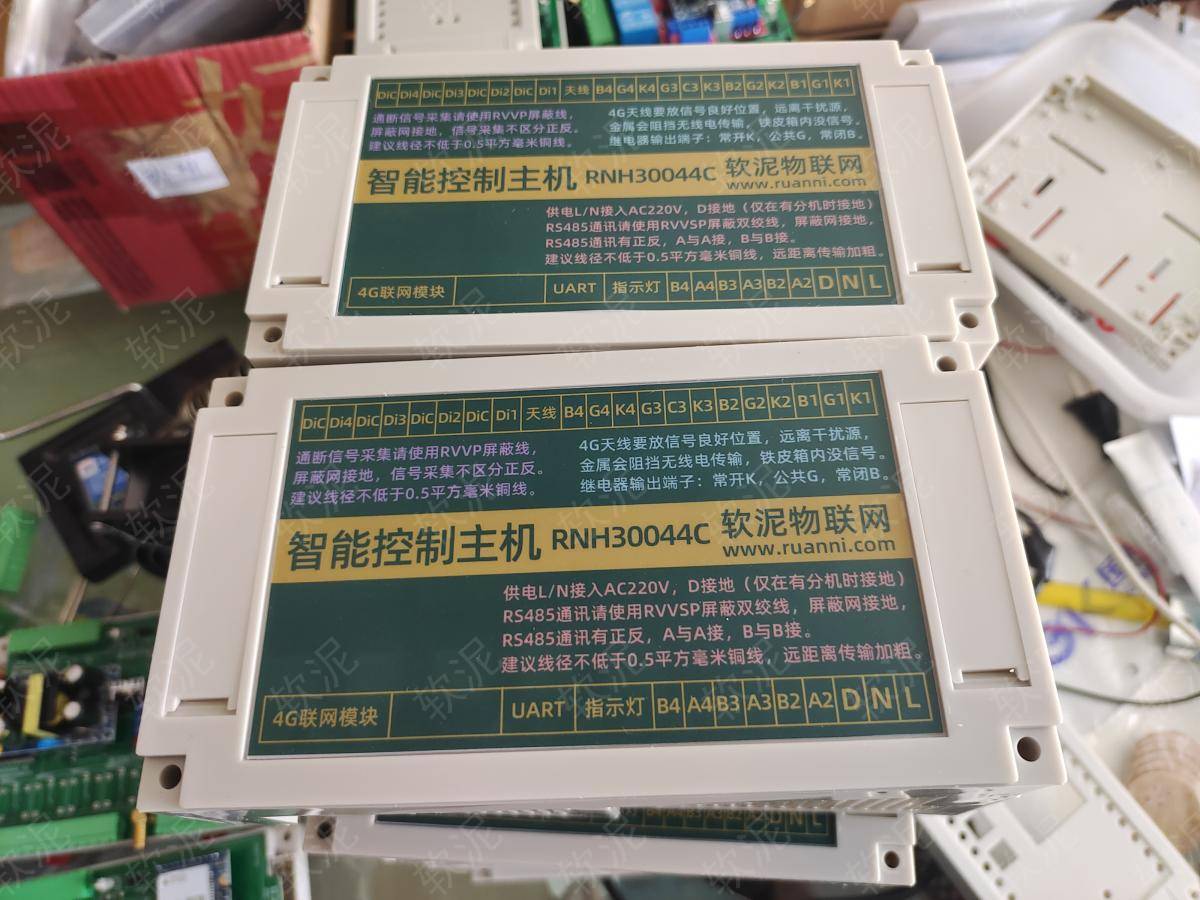 DiC Di4 DiC Di3 DiC Di2 DiC Di1 天线 B4 G4 K4 G3 C3 K3 B2 G2 K2 B1 G1 K1
通断信号采集请使用RVVP屏蔽线，
屏蔽网接地，信号采集不区分正反。
建议线径不低于0.5平方毫米铜线。
4G天线要放信号良好位置，远离干扰源，
金属会阻挡无线电传输，铁皮箱内没信号。
继电器输出端子：常开K，公共G，常闭B。
智能控制主机 RNH30044C 软泥物联网
www.ruanni.com
供电L/N接入AC220V，D接地（仅在有分机时接地）
RS485通讯请使用RVVSP屏蔽双绞线，屏蔽网接地，
RS485通讯有正反，A与A接，B与B接。
建议线径不低于0.5平方毫米铜线，远距离传输加粗。
4G联网模块 UART 指示灯 B4 A4 B3 A3 B2 A2 D N L
DiC Di4 DiC Di3 DiC Di2 DiC Di1 天线 B4 G4 K4 G3 C3 K3 B2 G2 K2 B1 G1 K1
通断信号采集请使用RVVP屏蔽线，
屏蔽网接地，信号采集不区分正反。
建议线径不低于0.5平方毫米铜线。
4G天线要放信号良好位置，远离干扰源，
金属会阻挡无线电传输，铁皮箱内没信号。
继电器输出端子：常开K，公共G，常闭B。
智能控制主机 RNH30044C 软泥物联网
www.ruanni.com
供电L/N接入AC220V，D接地（仅在有分机时接地）
RS485通讯请使用RVVSP屏蔽双绞线，屏蔽网接地，
RS485通讯有正反，A与A接，B与B接。
建议线径不低于0.5平方毫米铜线，远距离传输加粗。
4G联网模块 UART 指示灯 B4 A4 B3 A3 B2 A2 D N L
D N L
软泥